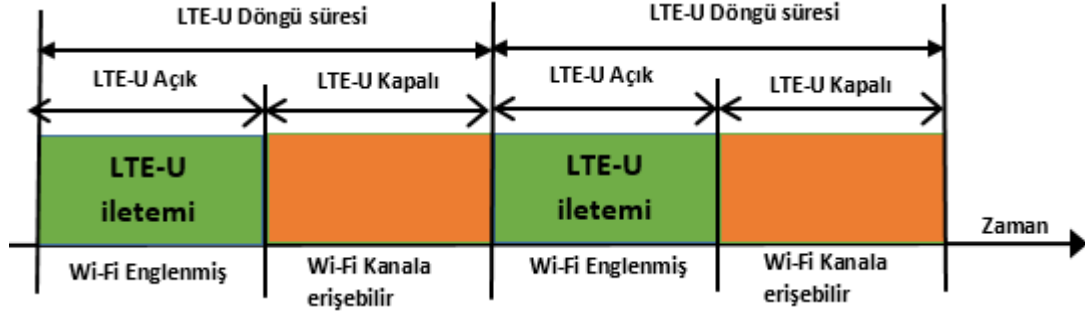 LTE-U Döngü süresi
LTE-U Döngü süresi
LTE-U Açık
LTE-U Kapalı
LTE-U Açık
LTE-U Kapalı
LTE-U
iletemi
LTE-U
iletemi
Zaman
Wi-Fi Englenmiş
Wi-Fi Kanala
erişebilir
Wi-Fi Englenmiş
Wi-Fi Kanala
erişebilir